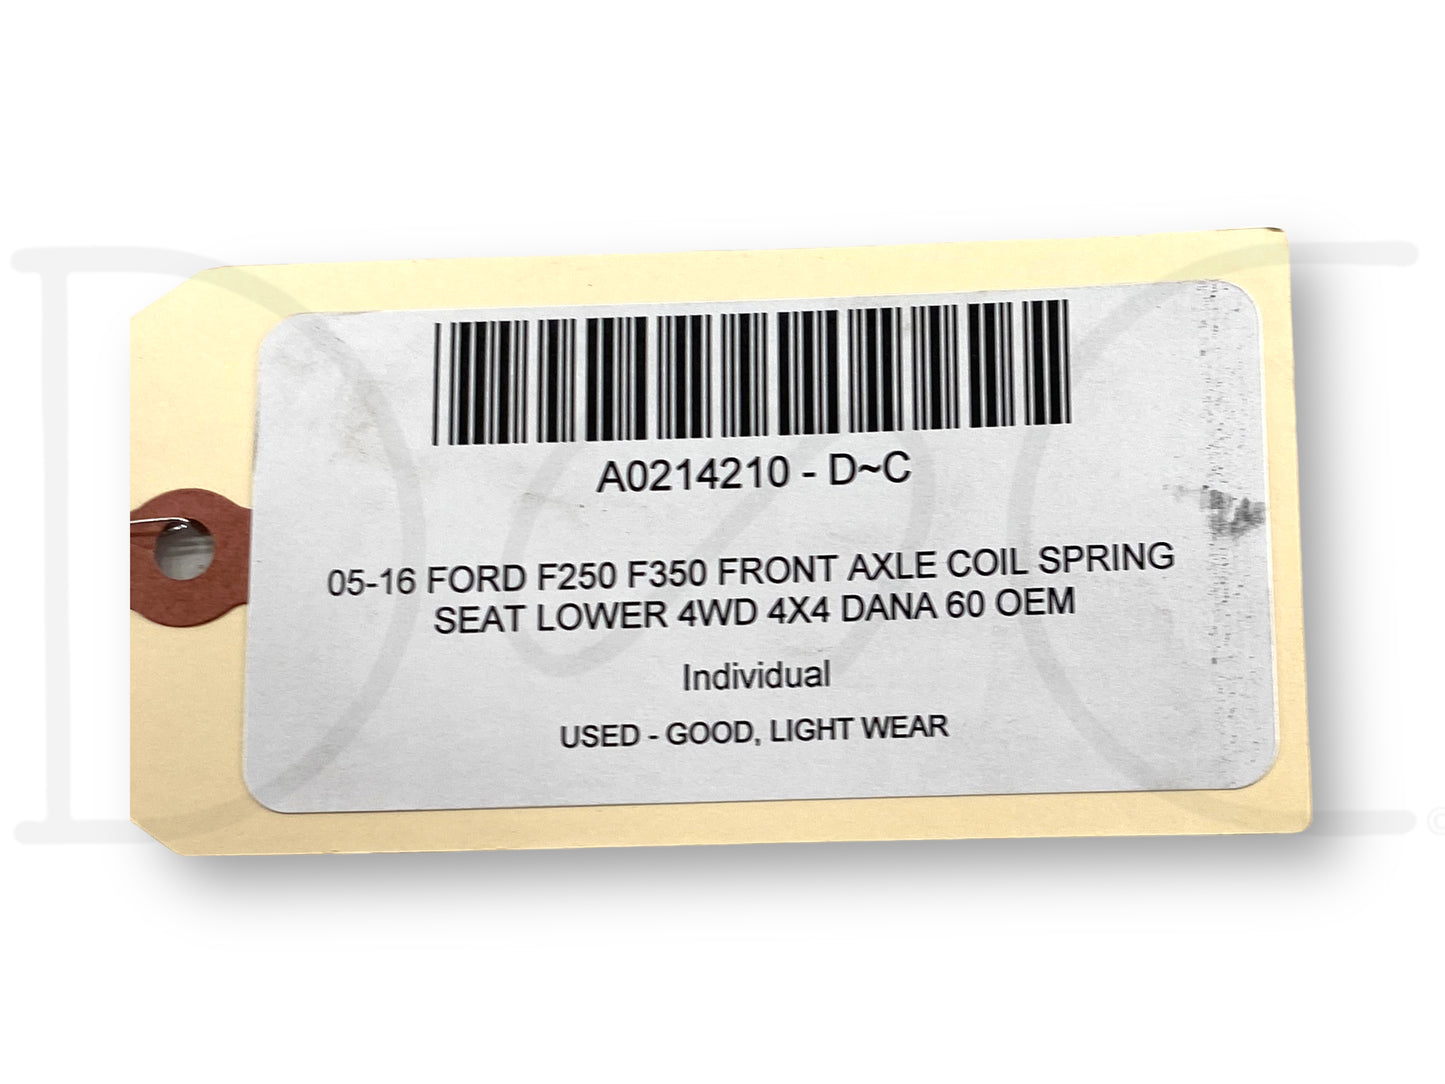 A0214210 - D~C
05-16 FORD F250 F350 FRONT AXLE COIL SPRING
SEAT LOWER 4WD 4X4 DANA 60 OEM
Individual
USED - GOOD, LIGHT WEAR
D~C ©